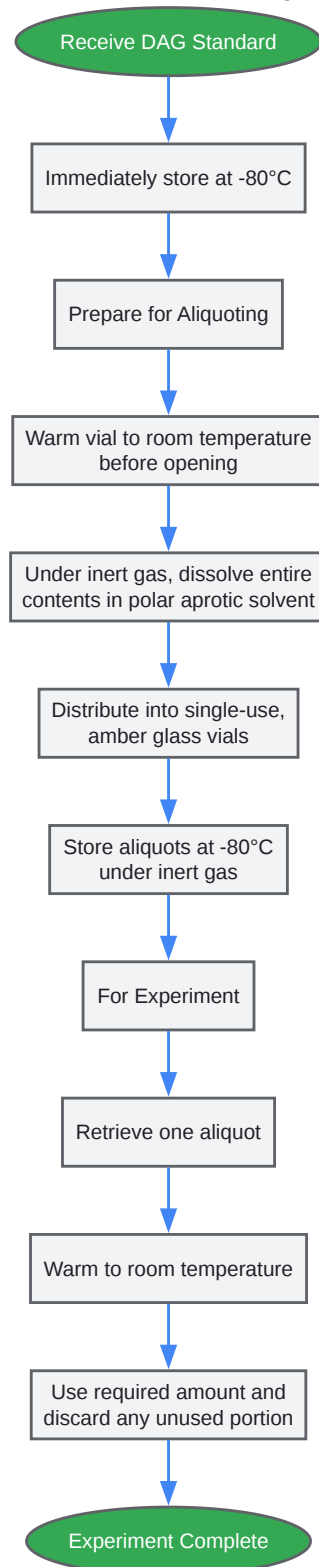 Receive DAG Standard
Immediately store at -80°C
Prepare for Aliquoting
Warm vial to room temperature
before opening
Under inert gas, dissolve entire
contents in polar aprotic solvent
Distribute into single-use,
amber glass vials
Store aliquots at -80°C
under inert gas
For Experiment
Retrieve one aliquot
Warm to room temperature
Use required amount and
discard any unused portion
Experiment Complete